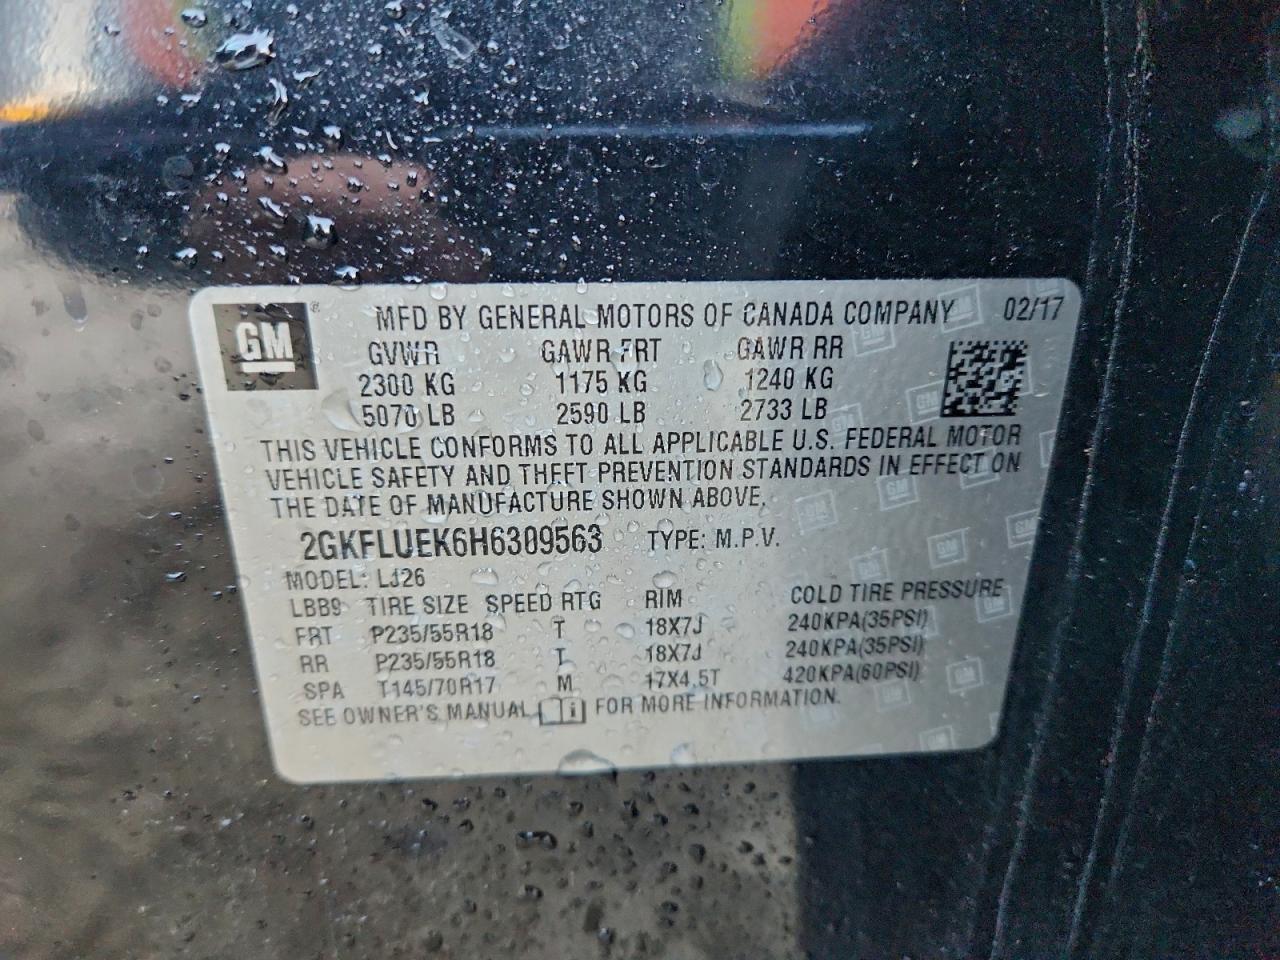 GM ® MFD BY GENERAL MOTORS OF CANADA COMPANY 02/17
GVWR GAWR FRT GAWR RR
2300 KG 1175 KG 1240 KG
5070 LB 2590 LB 2733 LB
THIS VEHICLE CONFORMS TO ALL APPLICABLE U.S. FEDERAL MOTOR
VEHICLE SAFETY AND THEFT PREVENTION STANDARDS IN EFFECT ON
THE DATE OF MANUFACTURE SHOWN ABOVE.
2GKFLUEK6H6309563 TYPE: M.P.V.
MODEL: LJ26
LBB9 TIRE SIZE SPEED RTG RIM COLD TIRE PRESSURE
FRT P235/55R18 T 18X7J 240KPA(35PSI)
RR P235/55R18 T 18X7J 240KPA(35PSI)
SPA T145/70R17 M 17X4.5T 420KPA(60PSI)
SEE OWNER'S MANUAL i FOR MORE INFORMATION.